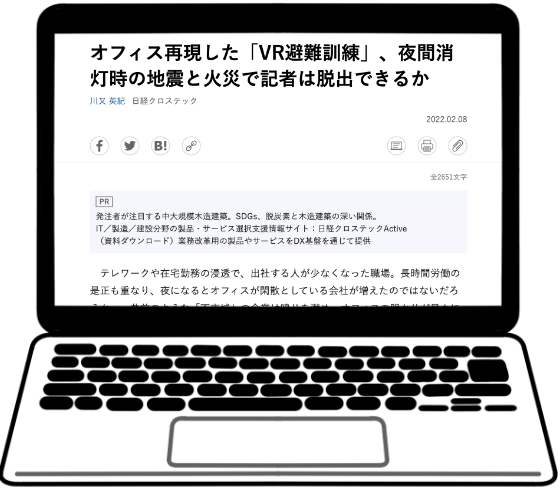 オフィス再現した「VR避難訓練」、夜間消
灯時の地震と火災で記者は脱出できるか
川又 英紀 日経クロステック
2022.02.08
f B!
全2651文字
PR
発注者が注目する中大規模木造建築。SDGs、脱炭素と木造建築の深い関係。
IT／製造／建設分野の製品・サービス選択支援情報サイト：日経クロステックActive
（資料ダウンロード）業務改革用の製品やサービスをDX基盤を通じて提供
テレワークや在宅勤務の浸透で、出社する人が少なくなった職場。長時間労働の
是正も重なり、夜になるとオフィスが閑散としている会社が増えたのではないだろ